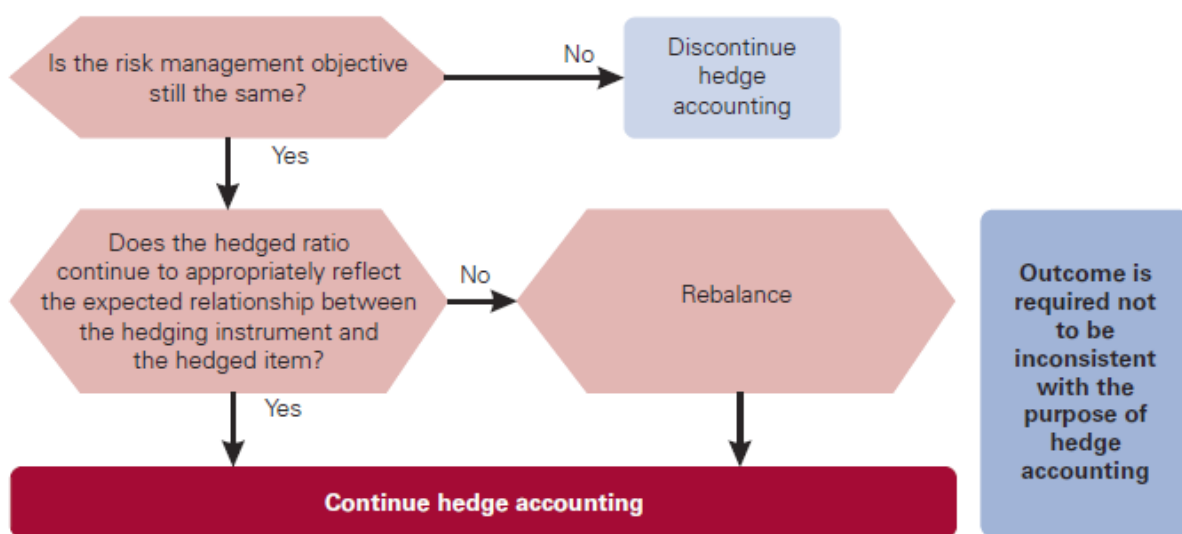 Is the risk management objective
still the same?
No
Discontinue
hedge
accounting
Yes
Does the hedged ratio
continue to appropriately reflect
the expected relationship between
the hedging instrument and
the hedged item?
No
Rebalance
Outcome is
required not
to be
inconsistent
with the
purpose of
hedge
accounting
Yes
Continue hedge accounting